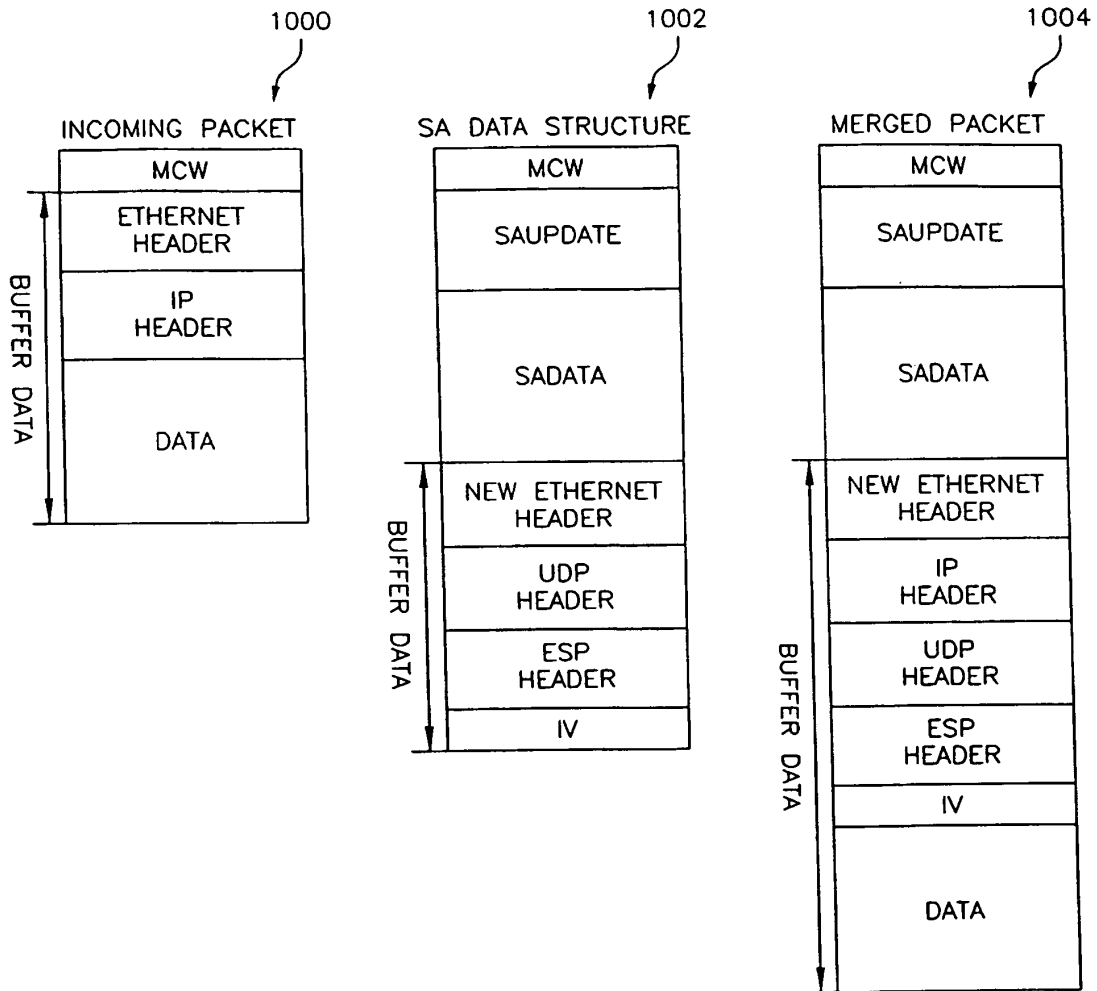 1000
INCOMING PACKET
MCW
ETHERNET
HEADER
IP
HEADER
DATA
BUFFER DATA
1002
SA DATA STRUCTURE
MCW
SAUPDATE
SADATA
NEW ETHERNET
HEADER
UDP
HEADER
ESP
HEADER
IV
BUFFER DATA
1004
MERGED PACKET
MCW
SAUPDATE
SADATA
NEW ETHERNET
HEADER
IP
HEADER
UDP
HEADER
ESP
HEADER
IV
DATA
BUFFER DATA